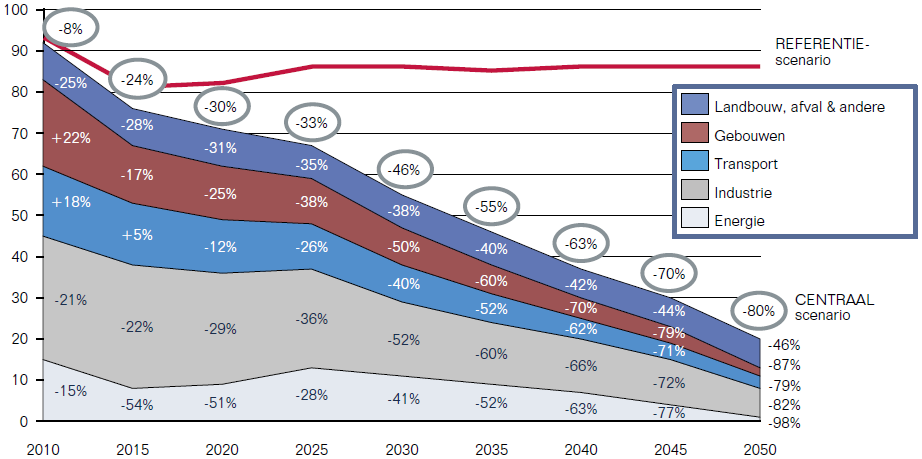 100
90
80
70
60
50
40
30
20
10
0
2010 2015 2020 2025 2030 2035 2040 2045 2050
-8% -24% -30% -33% -46% -55% -63% -70% -80%
-25% -28% -31% -35% -38% -40% -42% -44% -46%
+22% -17% -25% -38% -50% -60% -70% -79% -87%
+18% +5% -12% -26% -40% -52% -62% -71% -79%
-21% -22% -29% -36% -52% -60% -66% -72% -82%
-15% -54% -51% -28% -41% -52% -63% -77% -98%
REFERENTIE-
scenario
Landbouw, afval & andere
Gebouwen
Transport
Industrie
Energie
CENTRAAL
scenario